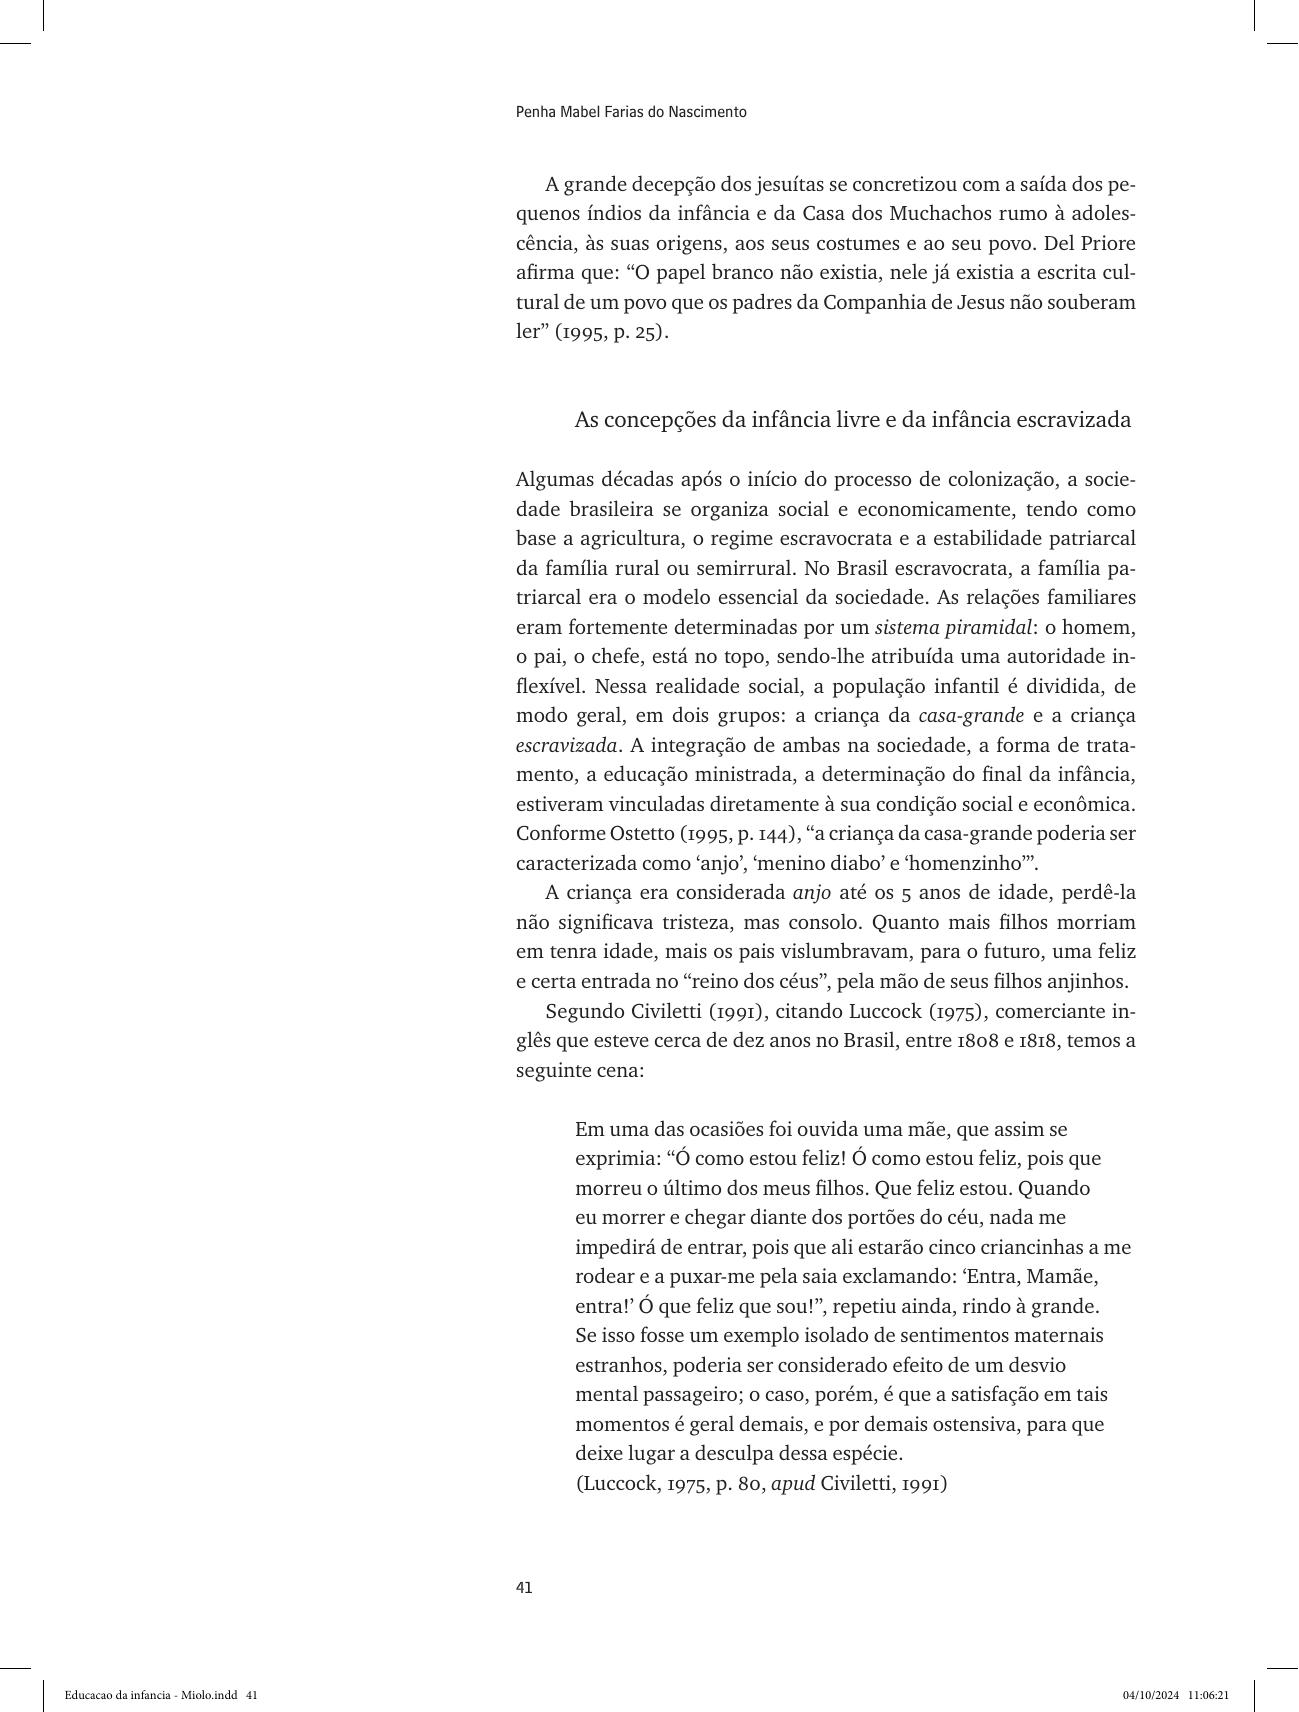 Penha Mabel Farias do Nascimento
A grande decepção dos jesuítas se concretizou com a saída dos pe-
quenos índios da infância e da Casa dos Muchachos rumo à adoles-
cência, às suas origens, aos seus costumes e ao seu povo. Del Priore
afirma que: “O papel branco não existia, nele já existia a escrita cul-
tural de um povo que os padres da Companhia de Jesus não souberam
ler” (1995, p. 25).
As concepções da infância livre e da infância escravizada
Algumas décadas após o início do processo de colonização, a socie-
dade brasileira se organiza social e economicamente, tendo como
base a agricultura, o regime escravocrata e a estabilidade patriarcal
da família rural ou semirrural. No Brasil escravocrata, a família pa-
triarcal era o modelo essencial da sociedade. As relações familiares
eram fortemente determinadas por um sistema piramidal: o homem,
o pai, o chefe, está no topo, sendo-lhe atribuída uma autoridade in-
flexível. Nessa realidade social, a população infantil é dividida, de
modo geral, em dois grupos: a criança da casa-grande e a criança
escravizada. A integração de ambas na sociedade, a forma de trata-
mento, a educação ministrada, a determinação do final da infância,
estiveram vinculadas diretamente à sua condição social e econômica.
Conforme Ostetto (1995, p. 144), “a criança da casa-grande poderia ser
caracterizada como ‘anjo’, ‘menino diabo’ e ‘homenzinho’”.
A criança era considerada anjo até os 5 anos de idade, perdê-la
não significava tristeza, mas consolo. Quanto mais filhos morriam
em tenra idade, mais os pais vislumbravam, para o futuro, uma feliz
e certa entrada no “reino dos céus”, pela mão de seus filhos anjinhos.
Segundo Civiletti (1991), citando Luccock (1975), comerciante in-
glês que esteve cerca de dez anos no Brasil, entre 1808 e 1818, temos a
seguinte cena:
Em uma das ocasiões foi ouvida uma mãe, que assim se
exprimia: “Ó como estou feliz! Ó como estou feliz, pois que
morreu o último dos meus filhos. Que feliz estou. Quando
eu morrer e chegar diante dos portões do céu, nada me
impedirá de entrar, pois que ali estarão cinco criancinhas a me
rodear e a puxar-me pela saia exclamando: ‘Entra, Mamãe,
entra!’ Ó que feliz que sou!”, repetiu ainda, rindo à grande.
Se isso fosse um exemplo isolado de sentimentos maternais
estranhos, poderia ser considerado efeito de um desvio
mental passageiro; o caso, porém, é que a satisfação em tais
momentos é geral demais, e por demais ostensiva, para que
deixe lugar a desculpa dessa espécie.
(Luccock, 1975, p. 80, apud Civiletti, 1991)
41
Educacao da infancia - Miolo.indd 41
04/10/2024 11:06:21